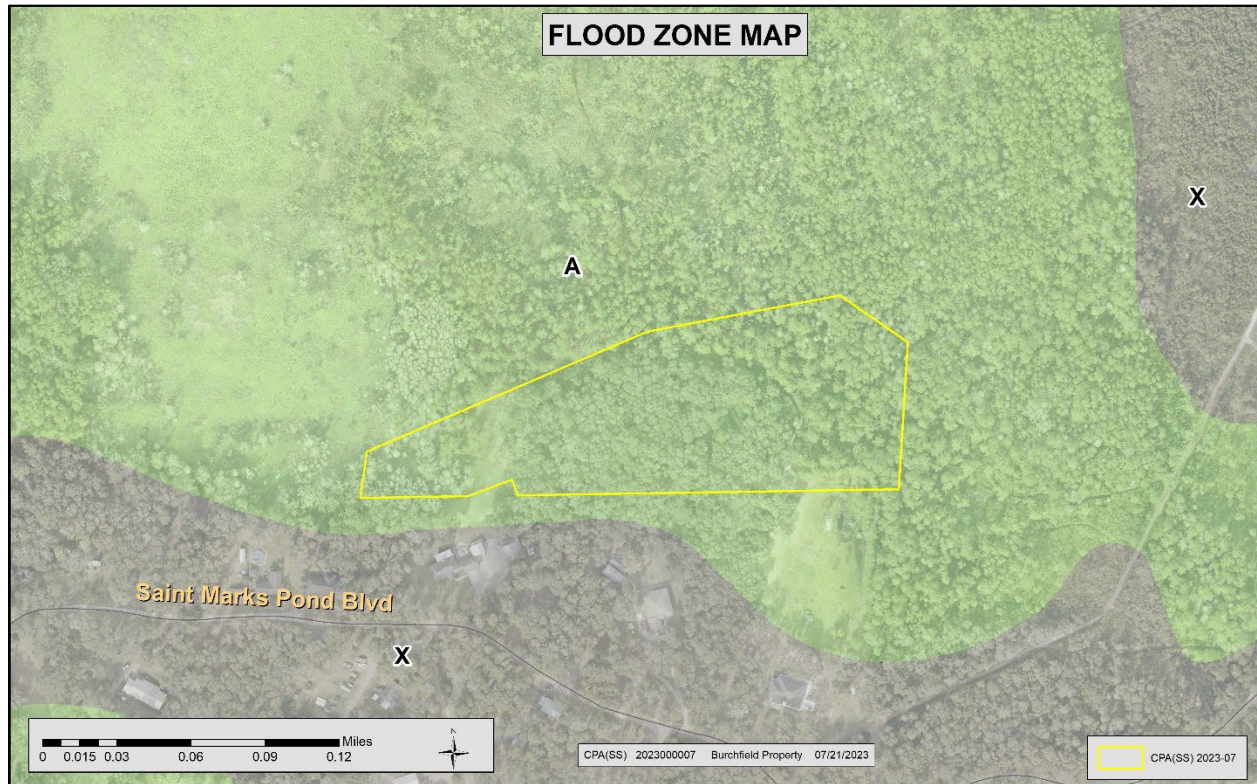 FLOOD ZONE MAP
X
A
Saint Marks Pond Blvd
X
Miles
0 0.015 0.03 0.06 0.09 0.12
CPA(SS) 2023000007 Burchfield Property 07/21/2023
CPA(SS) 2023-07